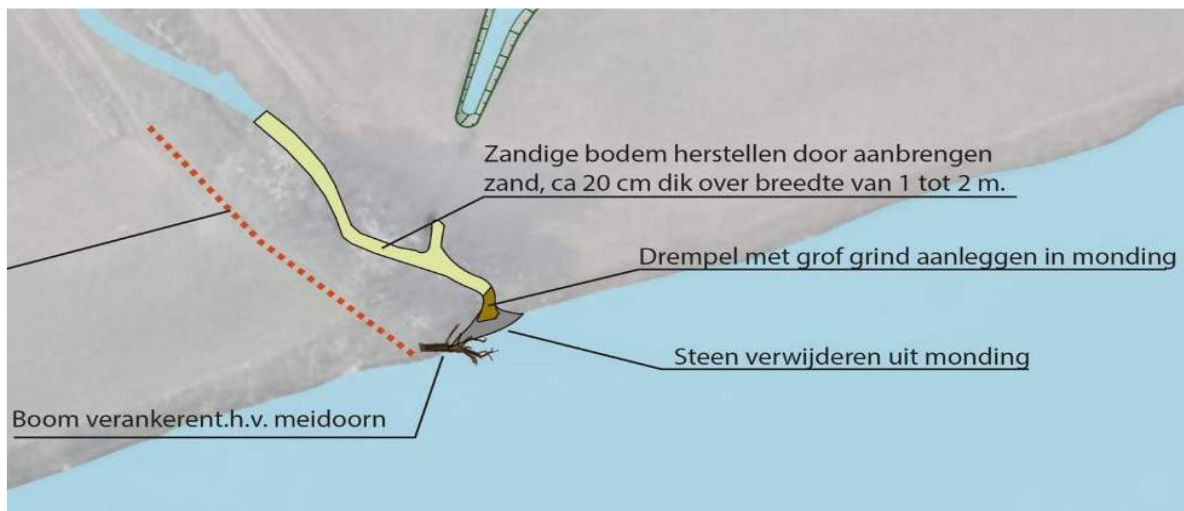 Zandige bodem herstellen door aanbrengen
zand, ca 20 cm dik over breedte van 1 tot 2 m.
Drempel met grof grind aanleggen in monding
Steen verwijderen uit monding
Boom verankerent.h.v. meidoorn